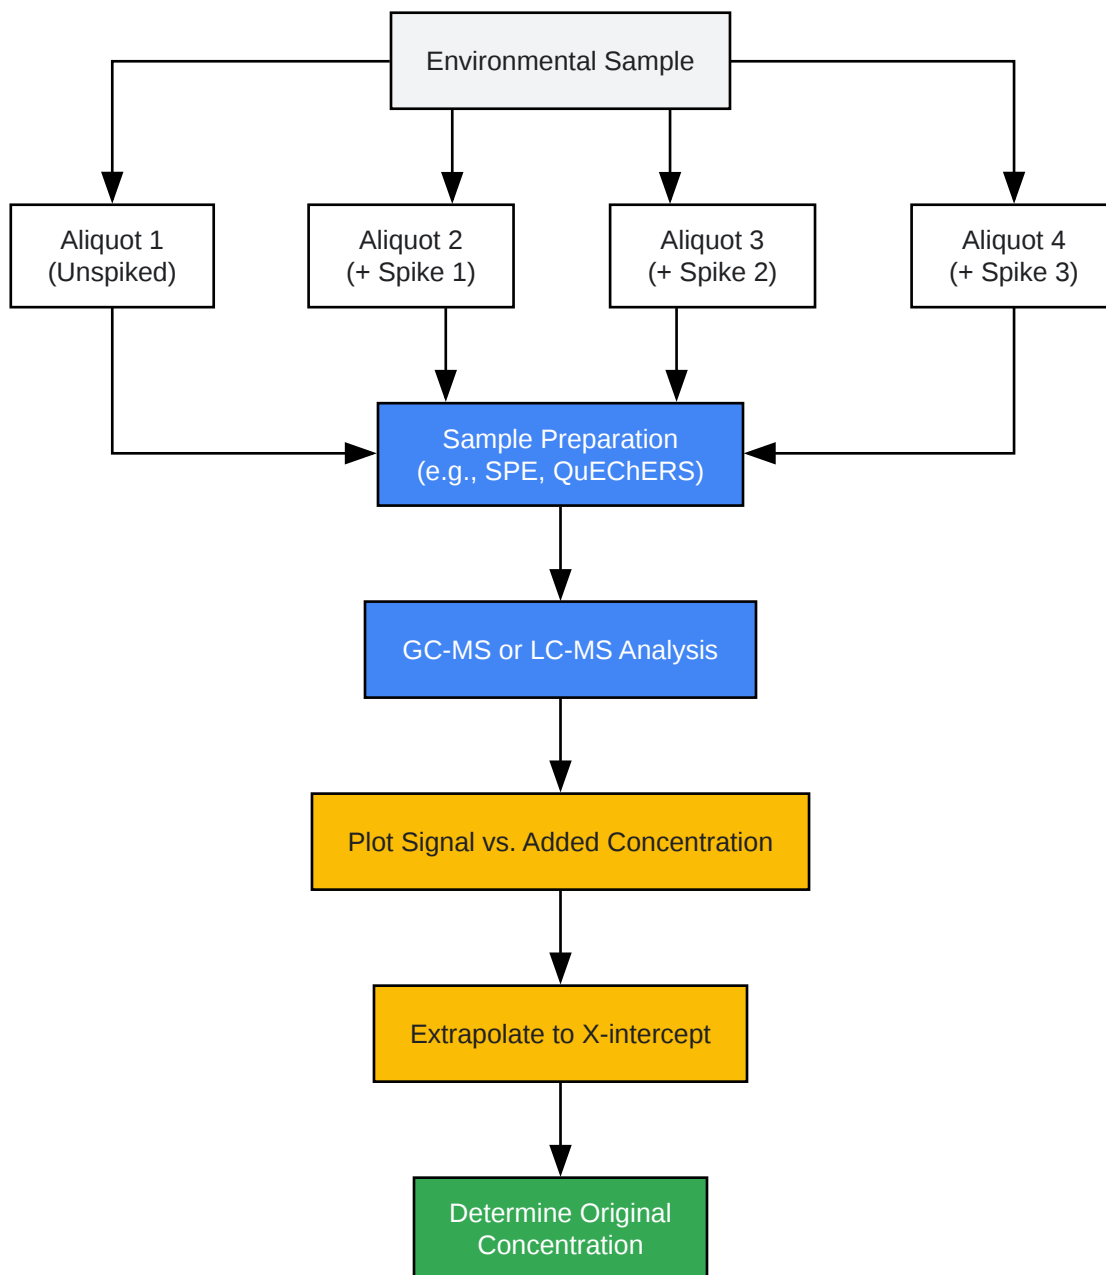 Environmental Sample
Aliquot 1
(Unspiked)
Aliquot 2
(+ Spike 1)
Aliquot 3
(+ Spike 2)
Aliquot 4
(+ Spike 3)
Sample Preparation
(e.g., SPE, QuEChERS)
GC-MS or LC-MS Analysis
Plot Signal vs. Added Concentration
Extrapolate to X-intercept
Determine Original
Concentration